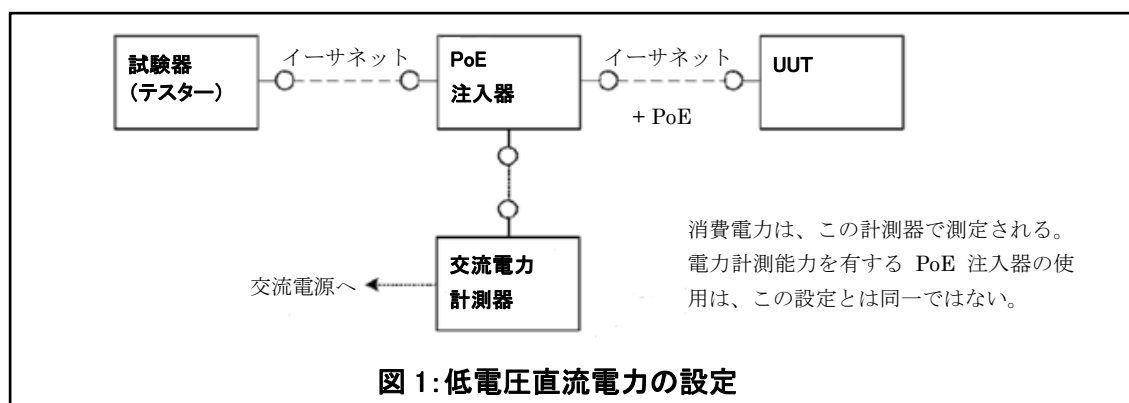 試験器
(テスター)
イーサネット
PoE
注入器
イーサネット
+ PoE
UUT
交流電力
計測器
交流電源へ
消費電力は、この計測器で測定される。
電力計測能力を有する PoE 注入器の使
用は、この設定とは同一ではない。
図 1:低電圧直流電力の設定